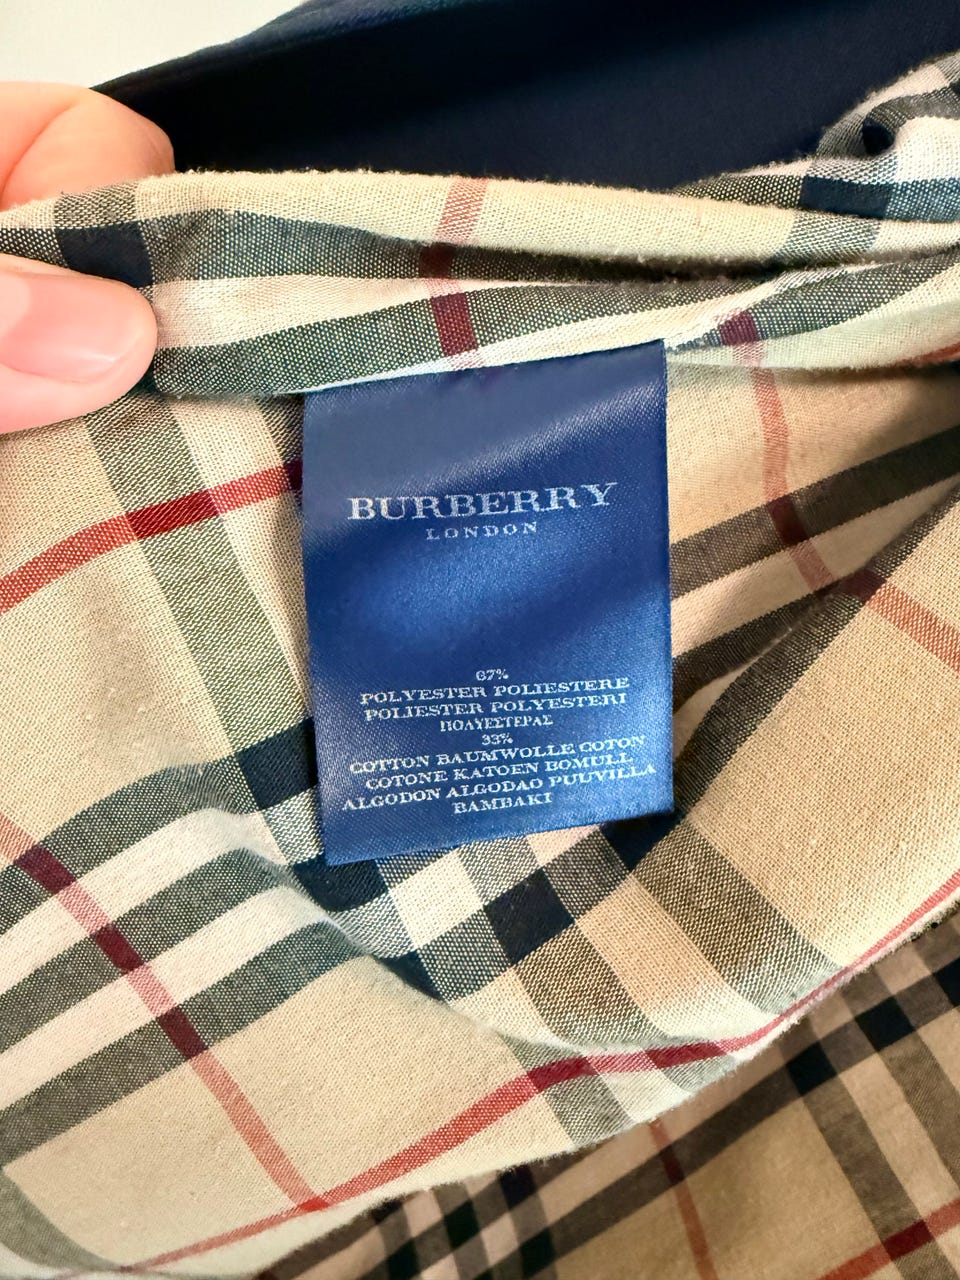 BURBERRY
LONDON
67%
POLYESTER POLIESTERE
POLIESTER POLYESTERI
ΠΟΛΥΕΣΤΕΡΑΣ
33%
COTTON BAUMWOLLE COTON
COTONE KATOEN BOMULL
ALGODON ALGODAO PUUVILLA
BAMBAKI